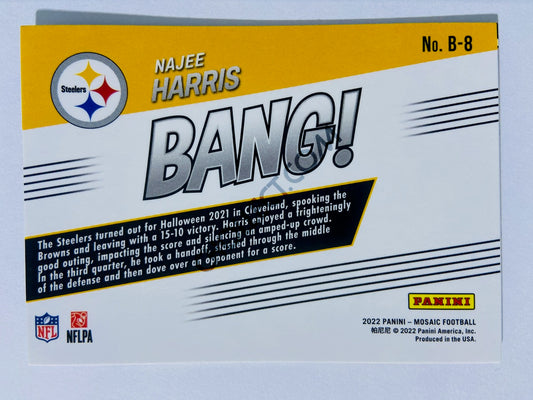 NAJEE
HARRIS
No. B-8
Steelers
BANG!
The Steelers turned out for Halloween 2021 in Cleveland, spooking the
Browns and leaving with a 15-10 victory. Harris enjoyed a frighteningly
good outing, impacting the score and silencing an amped-up crowd.
In the third quarter, he took a handoff, slashed through the middle
of the defense and then dove over an opponent for a score.
PANINI
NFL
NFLPA
2022 PANINI – MOSAIC FOOTBALL
帕尼尼 © 2022 Panini America, Inc.
Produced in the USA.